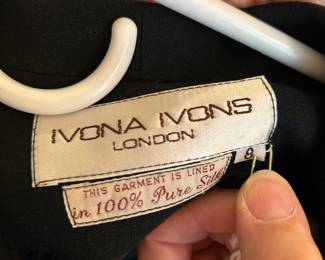 IVONA IVONS
LONDON
8
THIS GARMENT IS LINED
in 100% Pure Silk